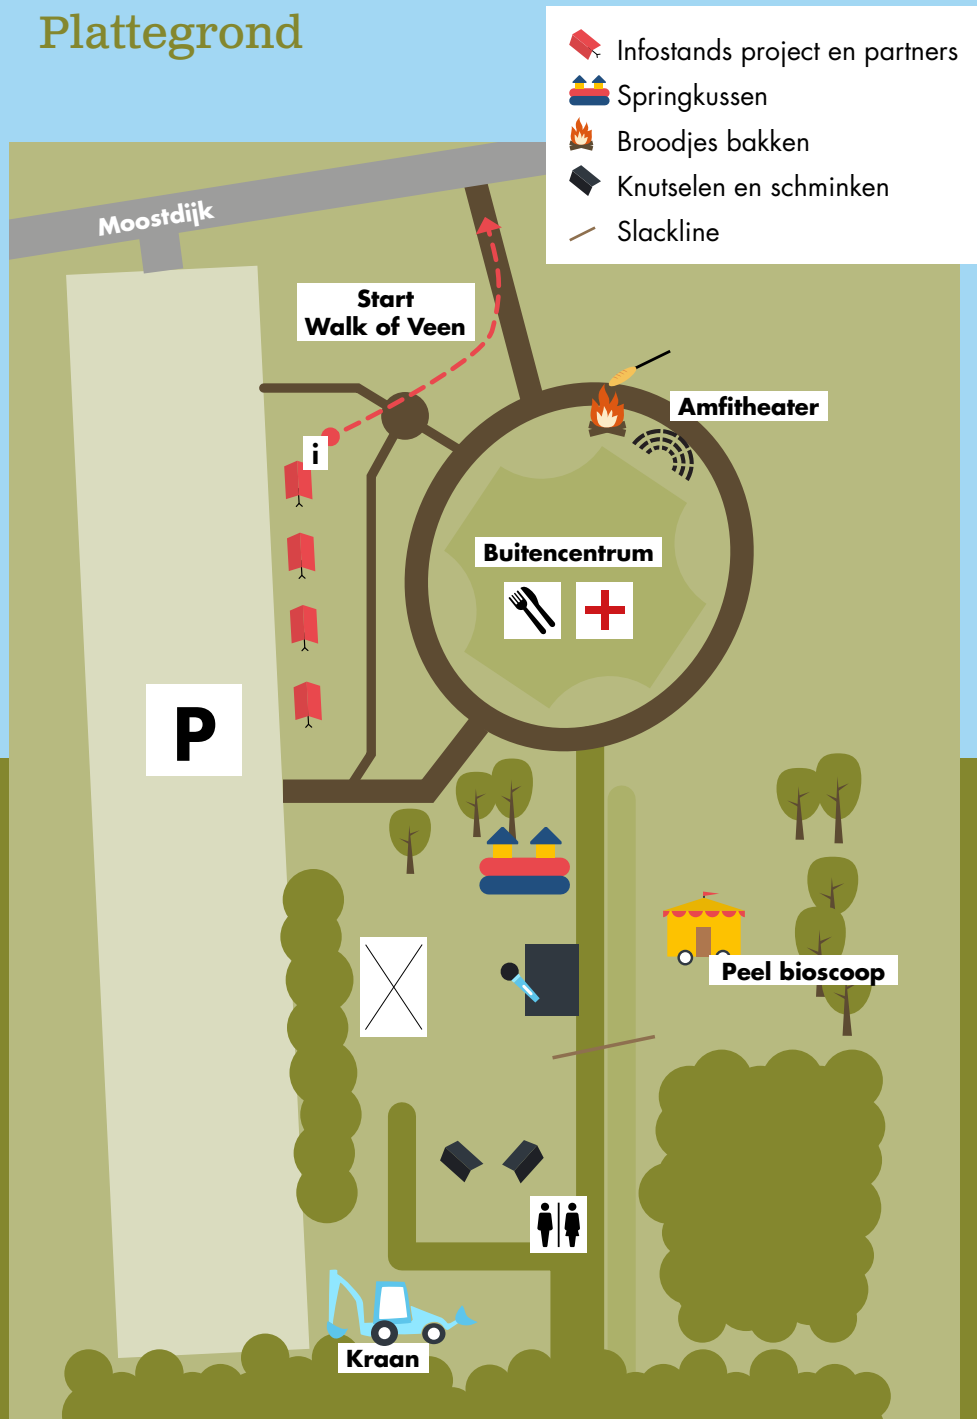 Plattegrond
Infostands project en partners
Springkussen
Broodjes bakken
Knutselen en schminken
Slackline
Moostdijk
Start
Walk of Veen
Amfitheater
i
Buitencentrum
P
Peel bioscoop
Kraan